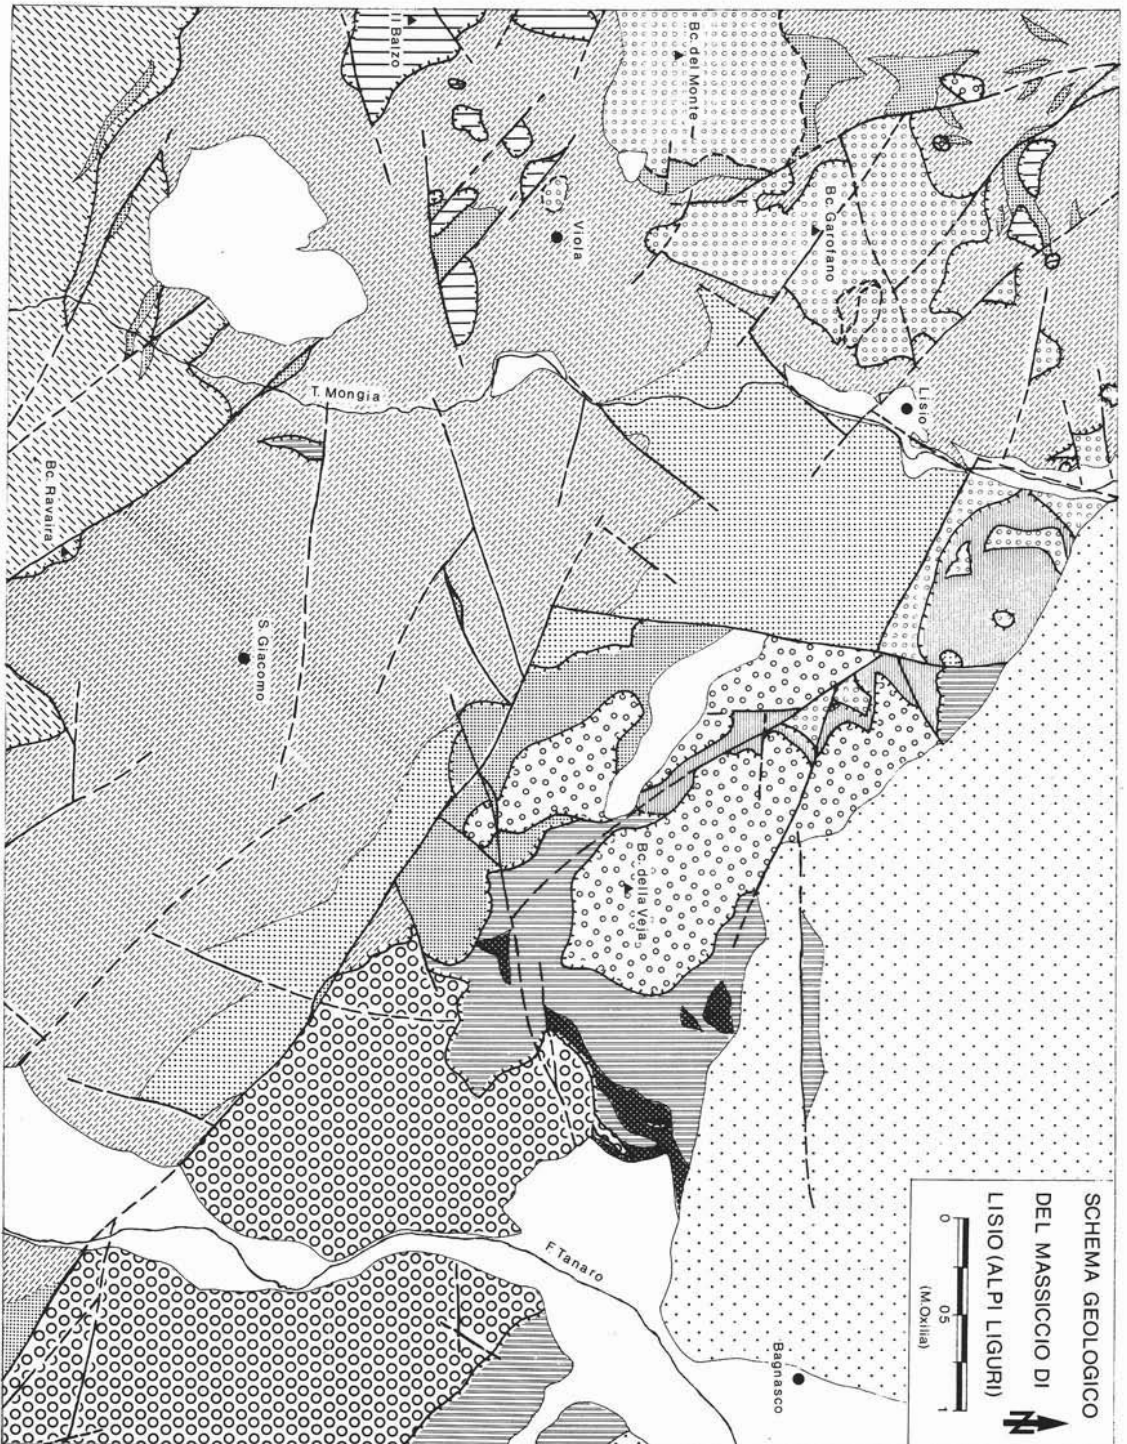 SCHEMA GEOLOGICO
DEL MASSICCIO DI
LISIO (ALPI LIGURI)
0 0.5 1
(M.Oxilia)
N
Il Balzo
Bc. del Monte
Bc. Garofano
Viola
Lisio
T. Mongia
Bc. Ravaira
S. Giacomo
Bc. della Veja
F. Tanaro
Bagnasco